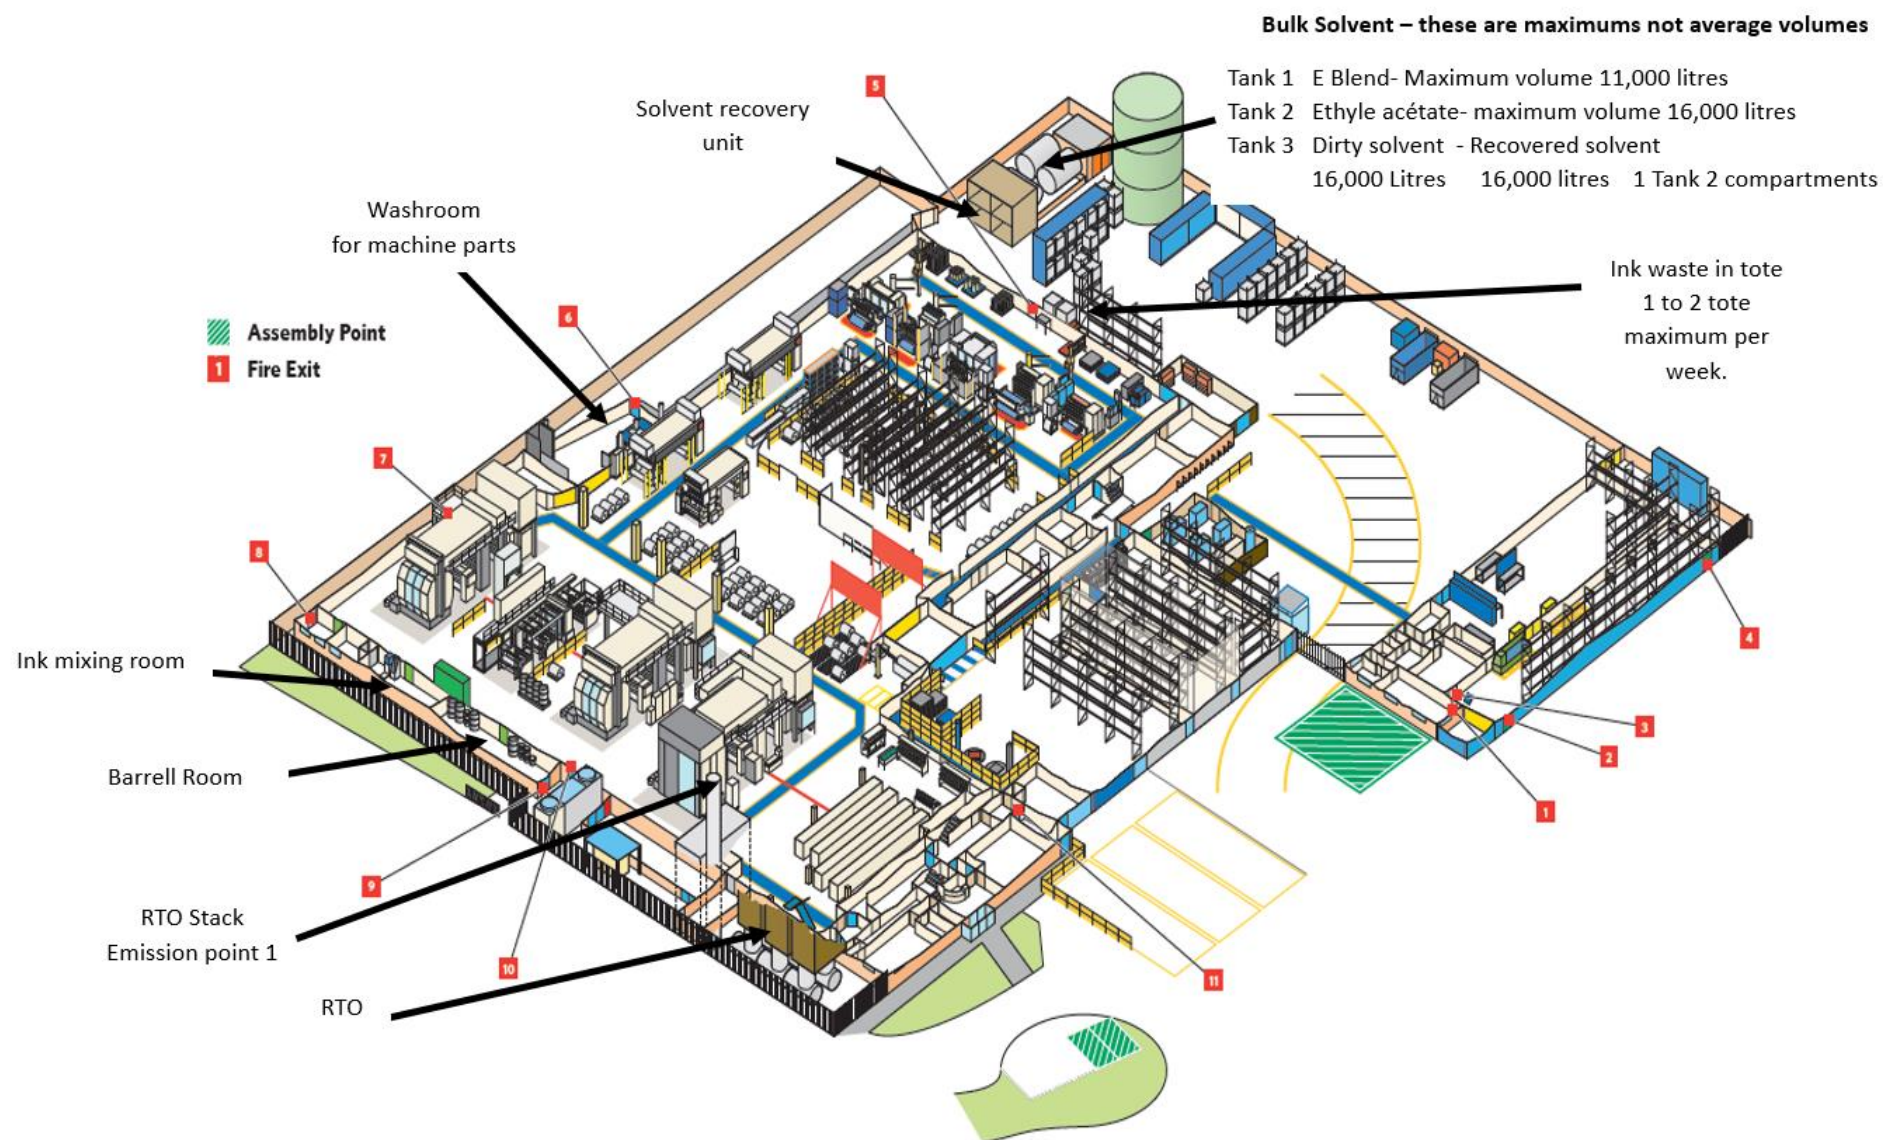 Bulk Solvent – these are maximums not average volumes
Tank 1 E Blend- Maximum volume 11,000 litres
Tank 2 Ethyle acétate- maximum volume 16,000 litres
Tank 3 Dirty solvent - Recovered solvent
16,000 Litres 16,000 litres 1 Tank 2 compartments
Solvent recovery
unit
5
Washroom
for machine parts
Ink waste in tote
1 to 2 tote
maximum per
week.
6
Assembly Point
1 Fire Exit
7
8
4
Ink mixing room
3
2
Barrell Room
1
9
RTO Stack
Emission point 1
10
11
RTO